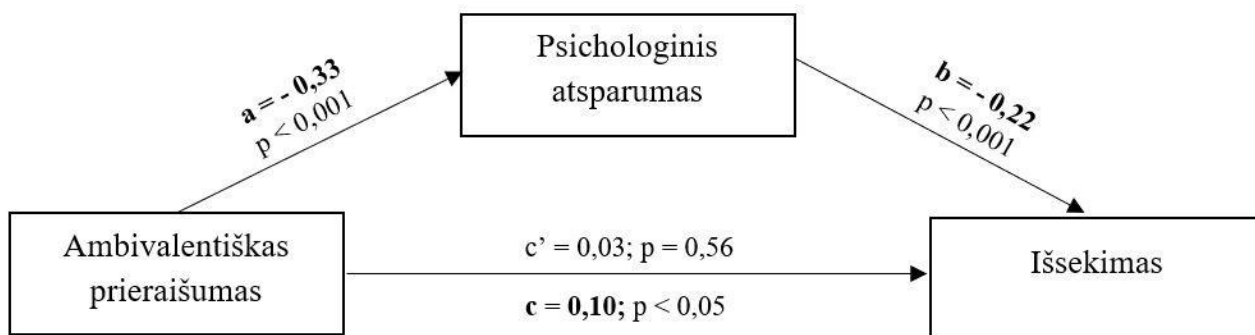 Psichologinis
atsparumas
a = - 0,33
p < 0,001
b = - 0,22
p < 0,001
Ambivalentiškas
prieraišumas
c’ = 0,03; p = 0,56
c = 0,10; p < 0,05
Išsekimas